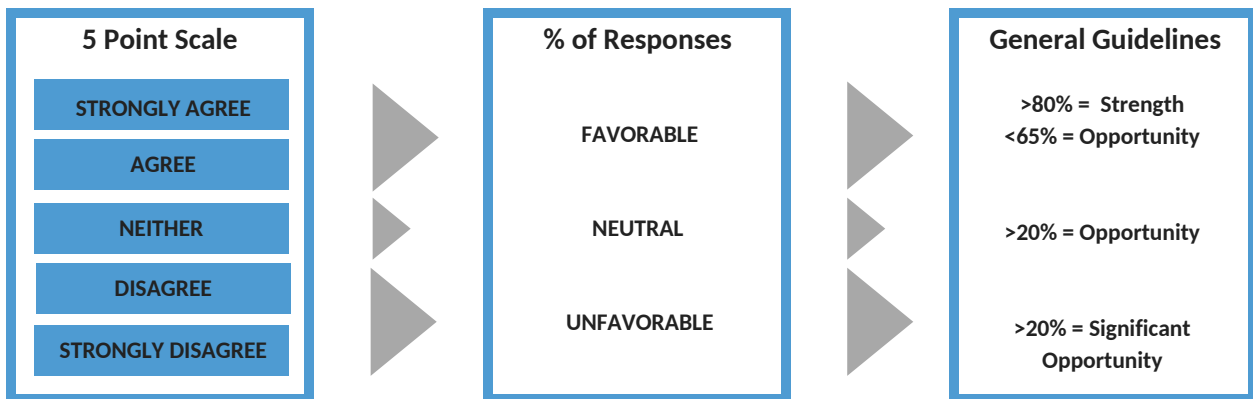 5 Point Scale
STRONGLY AGREE
AGREE
NEITHER
DISAGREE
STRONGLY DISAGREE
% of Responses
FAVORABLE
NEUTRAL
UNFAVORABLE
General Guidelines
>80% = Strength
<65% = Opportunity
>20% = Opportunity
>20% = Significant
Opportunity